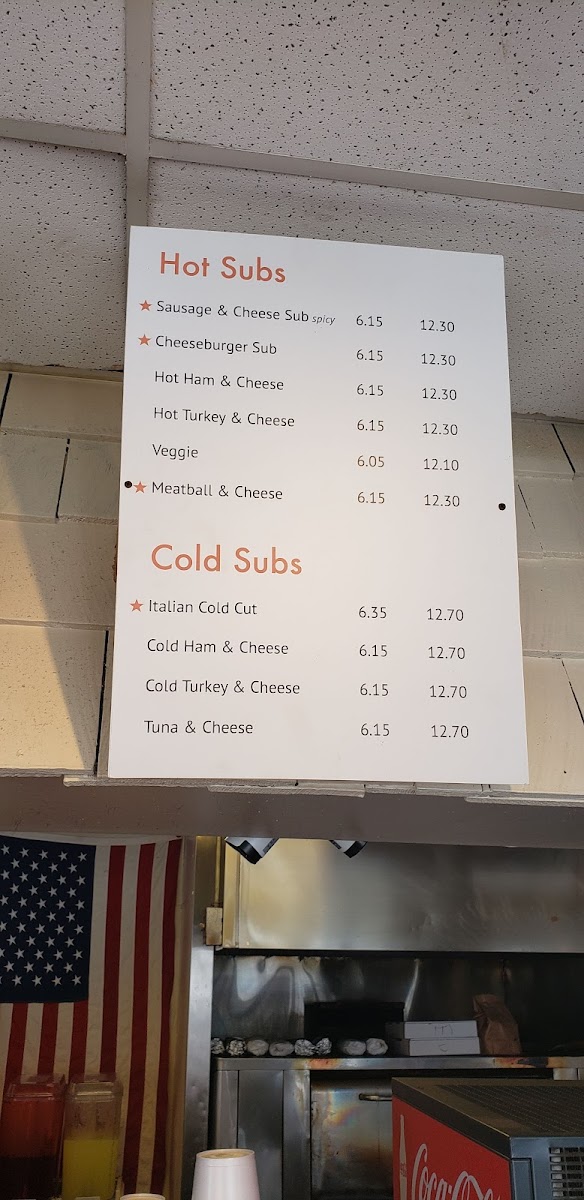 Hot Subs
★ Sausage & Cheese Sub spicy 6.15 12.30
★ Cheeseburger Sub 6.15 12.30
Hot Ham & Cheese 6.15 12.30
Hot Turkey & Cheese 6.15 12.30
Veggie 6.05 12.10
★ Meatball & Cheese 6.15 12.30
Cold Subs
★ Italian Cold Cut 6.35 12.70
Cold Ham & Cheese 6.15 12.70
Cold Turkey & Cheese 6.15 12.70
Tuna & Cheese 6.15 12.70
Coca-Co